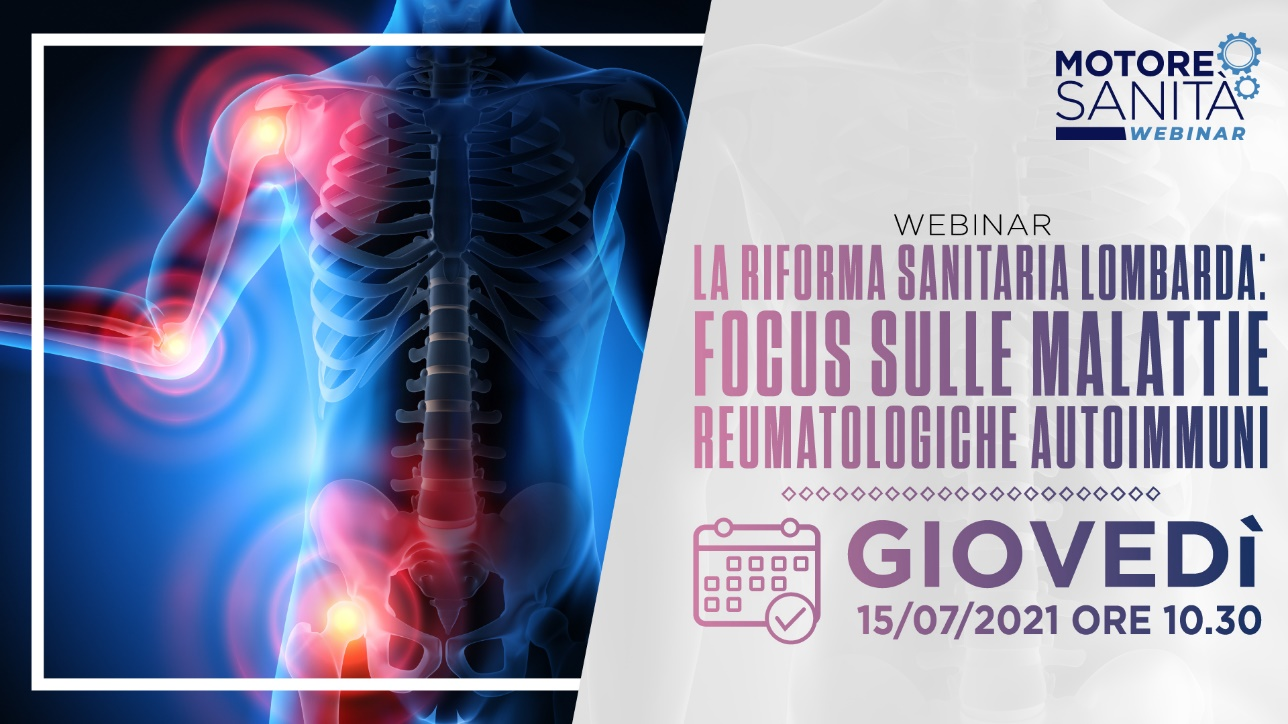 MOTORE
SANITÀ
WEBINAR
WEBINAR
LA RIFORMA SANITARIA LOMBARDA:
FOCUS SULLE MALATTIE
REUMATOLOGICHE AUTOIMMUNI
GIOVEDÌ
15/07/2021 ORE 10.30